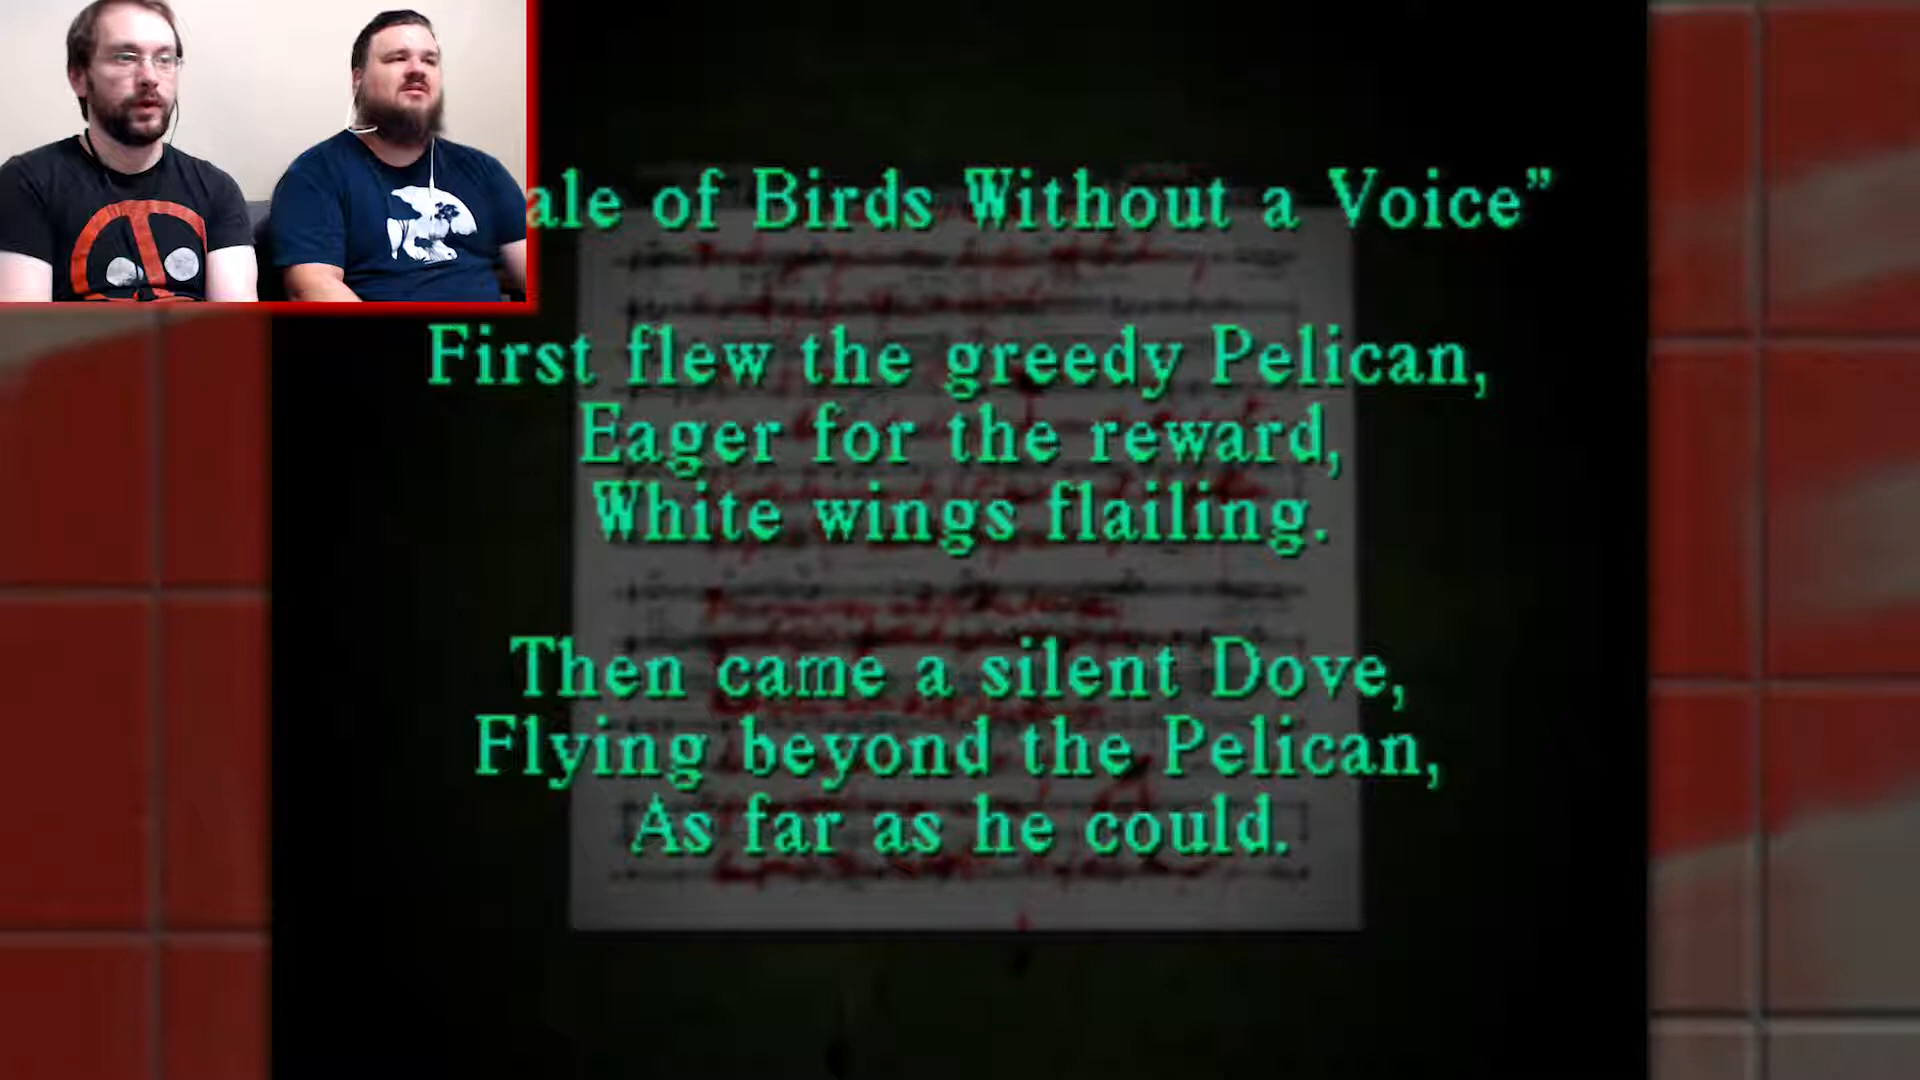 ale of Birds Without a Voice”
First flew the greedy Pelican,
Eager for the reward,
White wings flailing.
Then came a silent Dove,
Flying beyond the Pelican,
As far as he could.